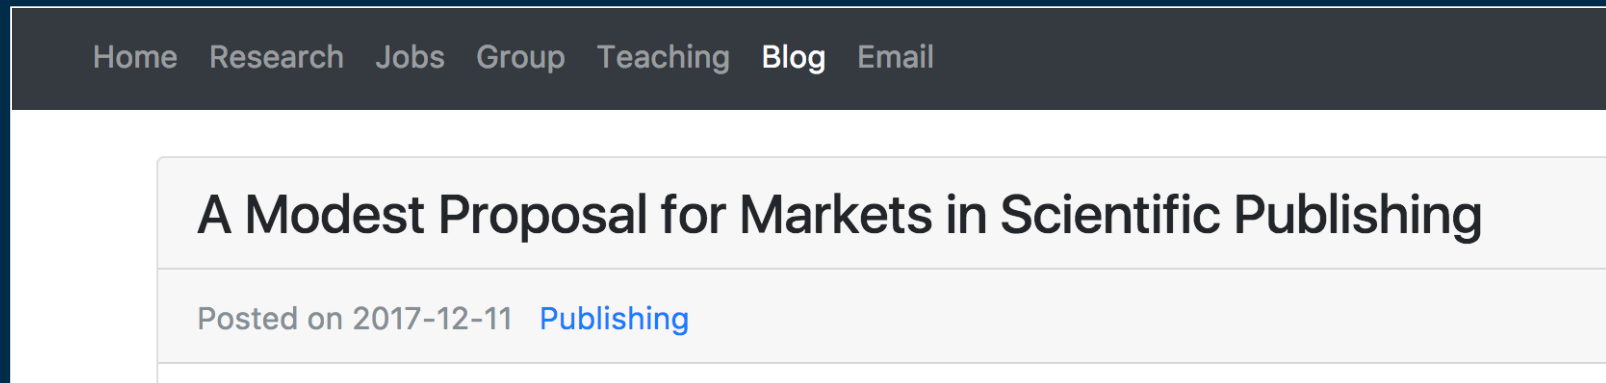 Home Research Jobs Group Teaching Blog Email
A Modest Proposal for Markets in Scientific Publishing
Posted on 2017-12-11 Publishing